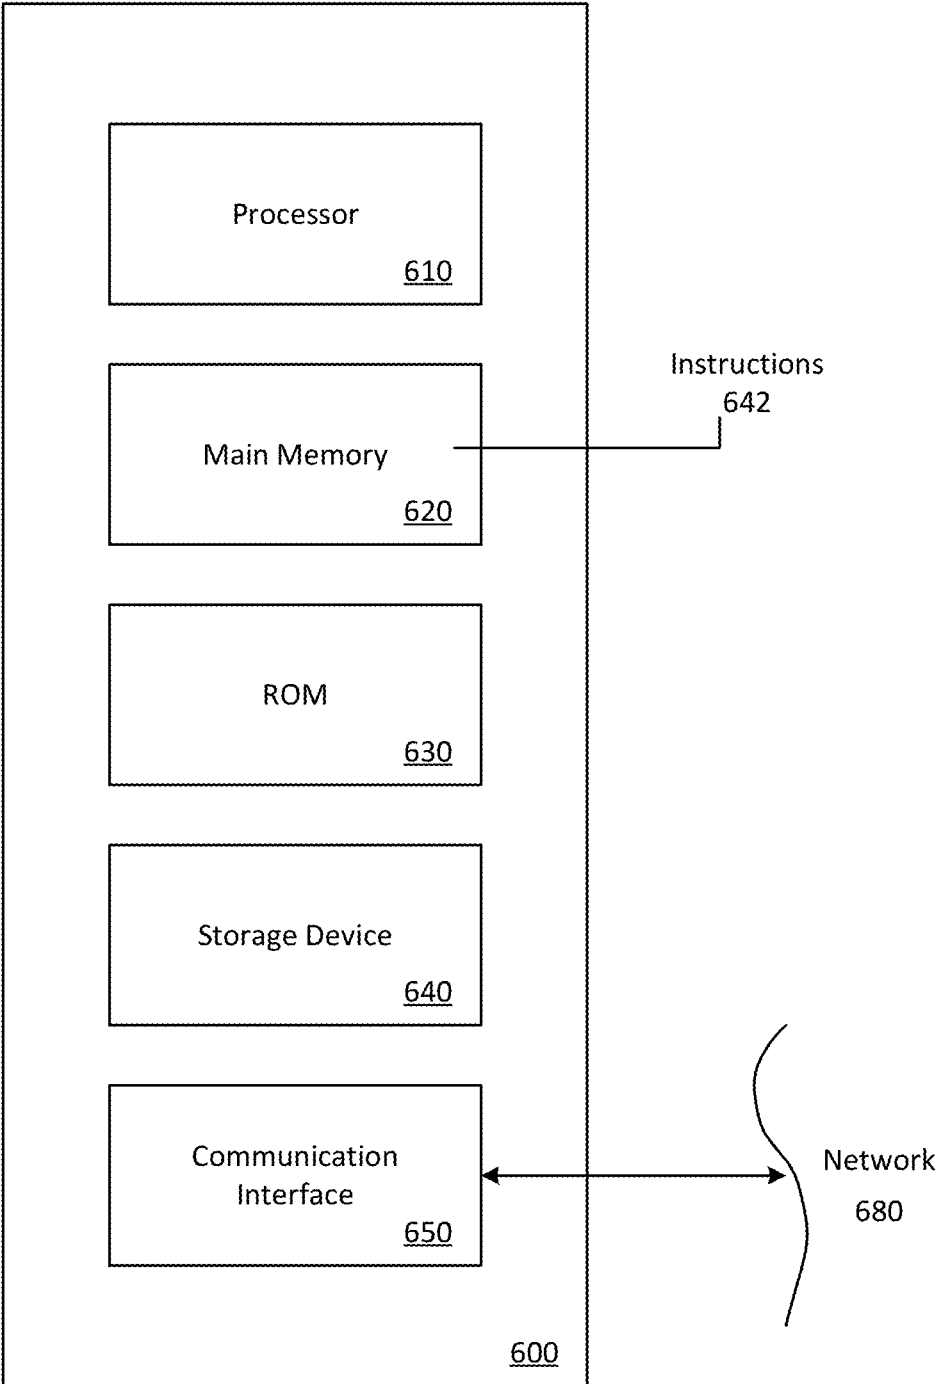 Processor
610
Instructions
642
Main Memory
620
ROM
630
Storage Device
640
Communication
Interface
650
Network
680
600